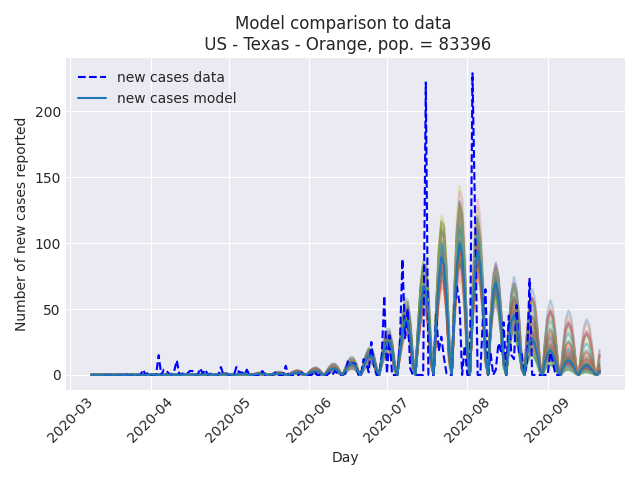 Model comparison to data
US - Texas - Orange, pop. = 83396
new cases data
new cases model
Number of new cases reported
200
150
100
50
0
2020-03
2020-04
2020-05
2020-06
2020-07
2020-08
2020-09
Day